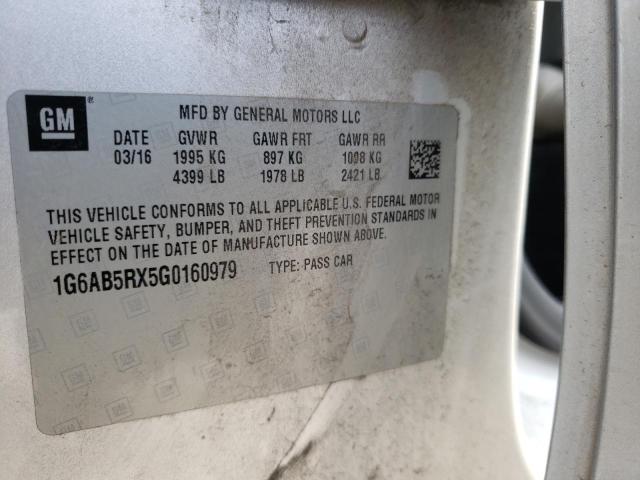 GM
MFD BY GENERAL MOTORS LLC
DATE GVWR GAWR FRT GAWR RR
03/16 1995 KG 897 KG 1098 KG
4399 LB 1978 LB 2421 LB
THIS VEHICLE CONFORMS TO ALL APPLICABLE U.S. FEDERAL MOTOR
VEHICLE SAFETY, BUMPER, AND THEFT PREVENTION STANDARDS IN
EFFECT ON THE DATE OF MANUFACTURE SHOWN ABOVE.
1G6AB5RX5G0160979 TYPE: PASS CAR